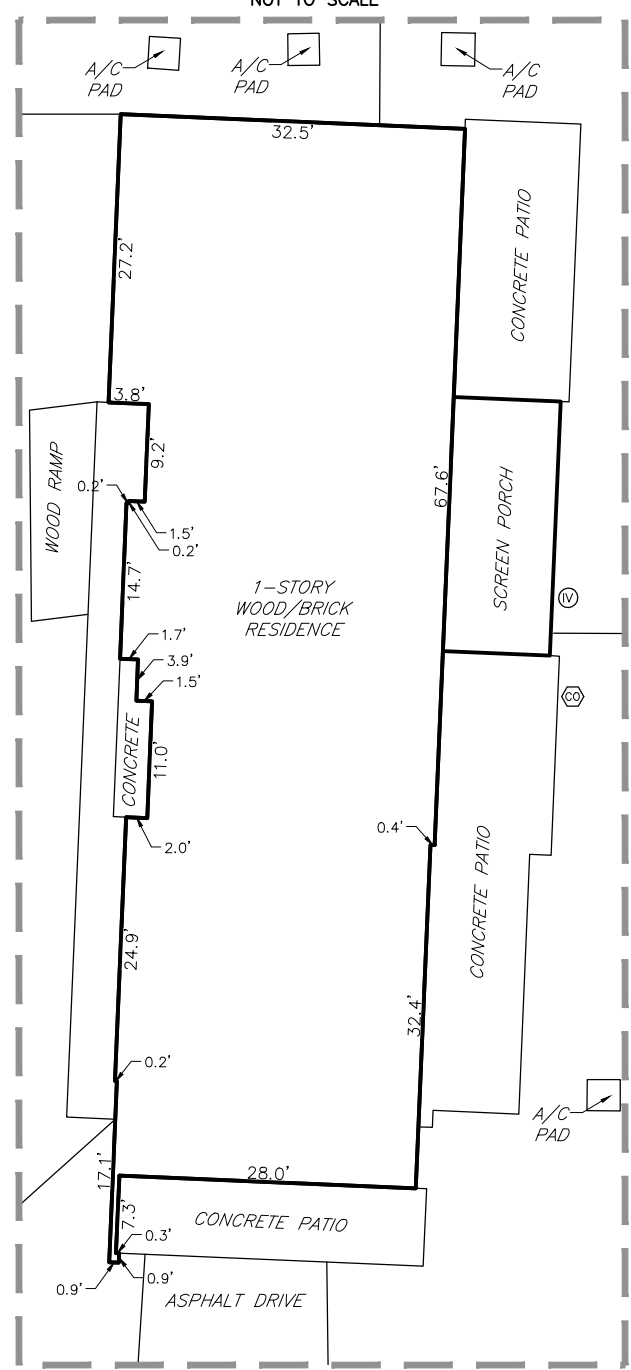 NOT TO SCALE
A/C
PAD
A/C
PAD
A/C
PAD
32.5'
27.2'
CONCRETE PATIO
3.8'
9.2'
WOOD RAMP
0.2'
1.5'
0.2'
67.6'
SCREEN PORCH
14.7'
1-STORY
WOOD/BRICK
RESIDENCE
IV
1.7'
3.9'
1.5'
CO
CONCRETE
11.0'
2.0'
0.4'
CONCRETE PATIO
24.9'
32.4'
0.2'
A/C
PAD
17.1'
28.0'
7.3'
CONCRETE PATIO
0.3'
0.9'
0.9'
ASPHALT DRIVE